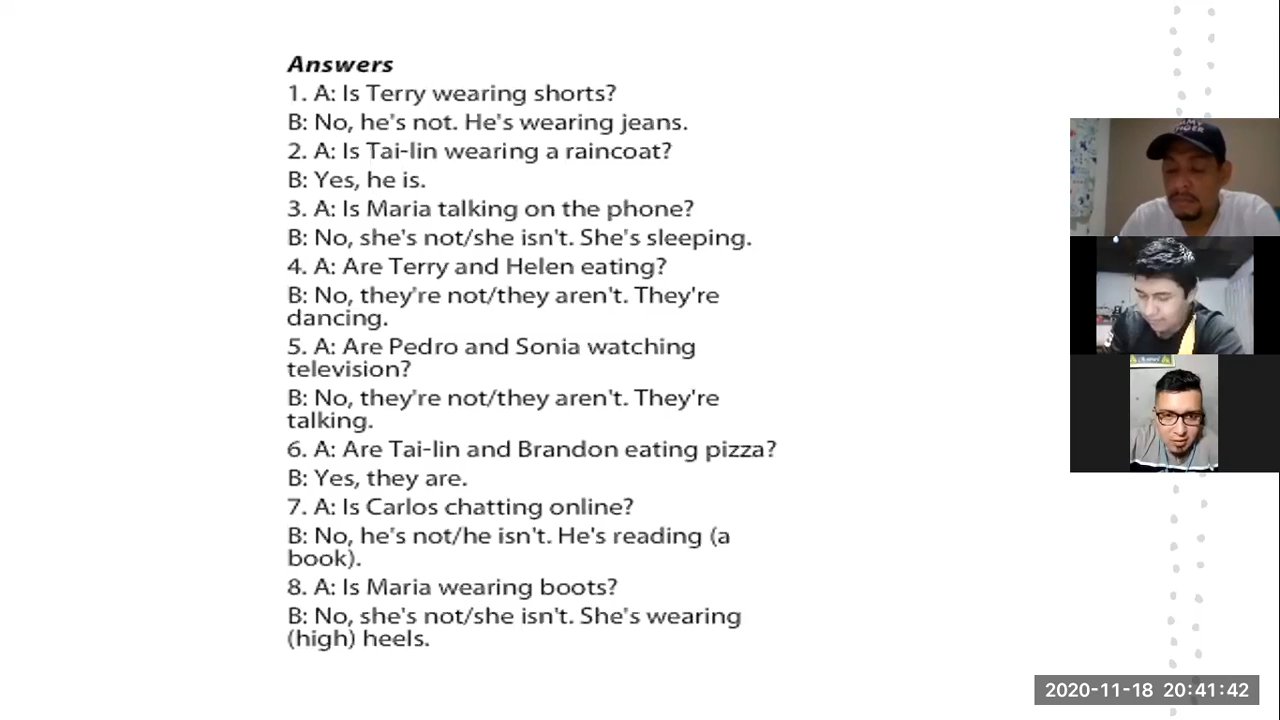 Answers
1. A: Is Terry wearing shorts?
B: No, he's not. He's wearing jeans.
2. A: Is Tai-lin wearing a raincoat?
B: Yes, he is.
3. A: Is Maria talking on the phone?
B: No, she's not/she isn't. She's sleeping.
4. A: Are Terry and Helen eating?
B: No, they're not/they aren't. They're
dancing.
5. A: Are Pedro and Sonia watching
television?
B: No, they're not/they aren't. They're
talking.
6. A: Are Tai-lin and Brandon eating pizza?
B: Yes, they are.
7. A: Is Carlos chatting online?
B: No, he's not/he isn't. He's reading (a
book).
8. A: Is Maria wearing boots?
B: No, she's not/she isn't. She's wearing
(high) heels.
2020-11-18 20:41:42